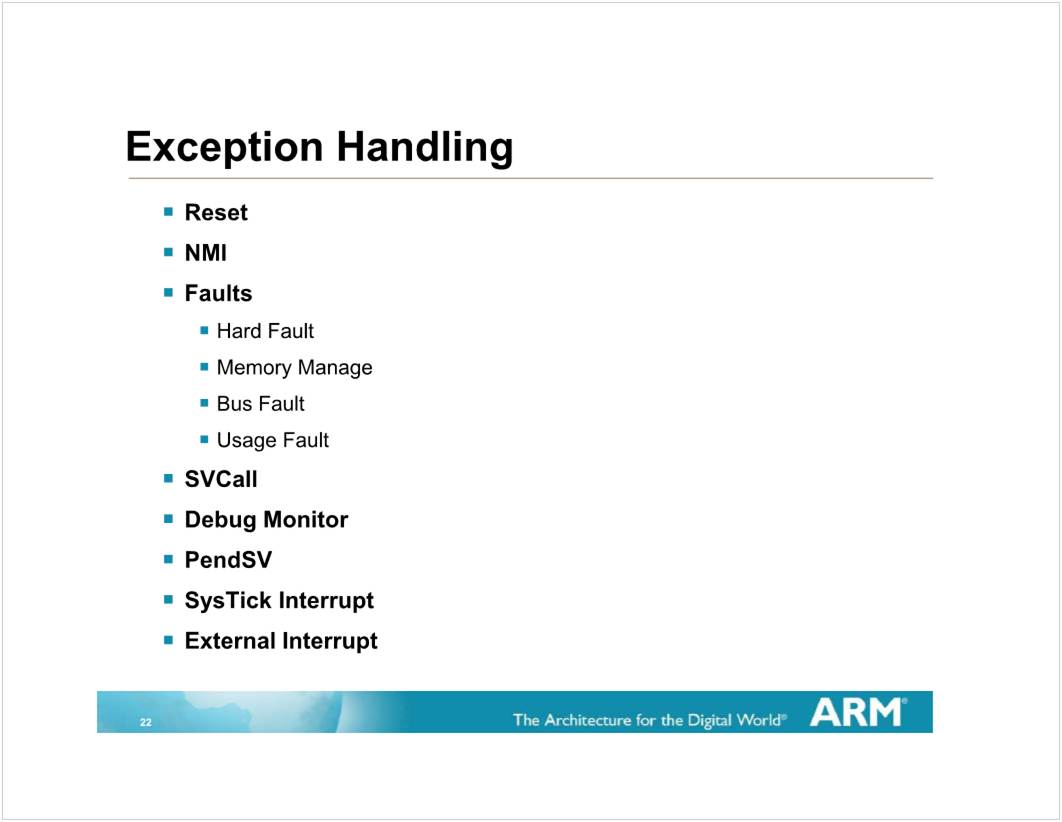 Exception Handling
Reset
NMI
Faults
Hard Fault
Memory Manage
Bus Fault
Usage Fault
SVCall
Debug Monitor
PendSV
SysTick Interrupt
External Interrupt
22
The Architecture for the Digital World®
ARM®